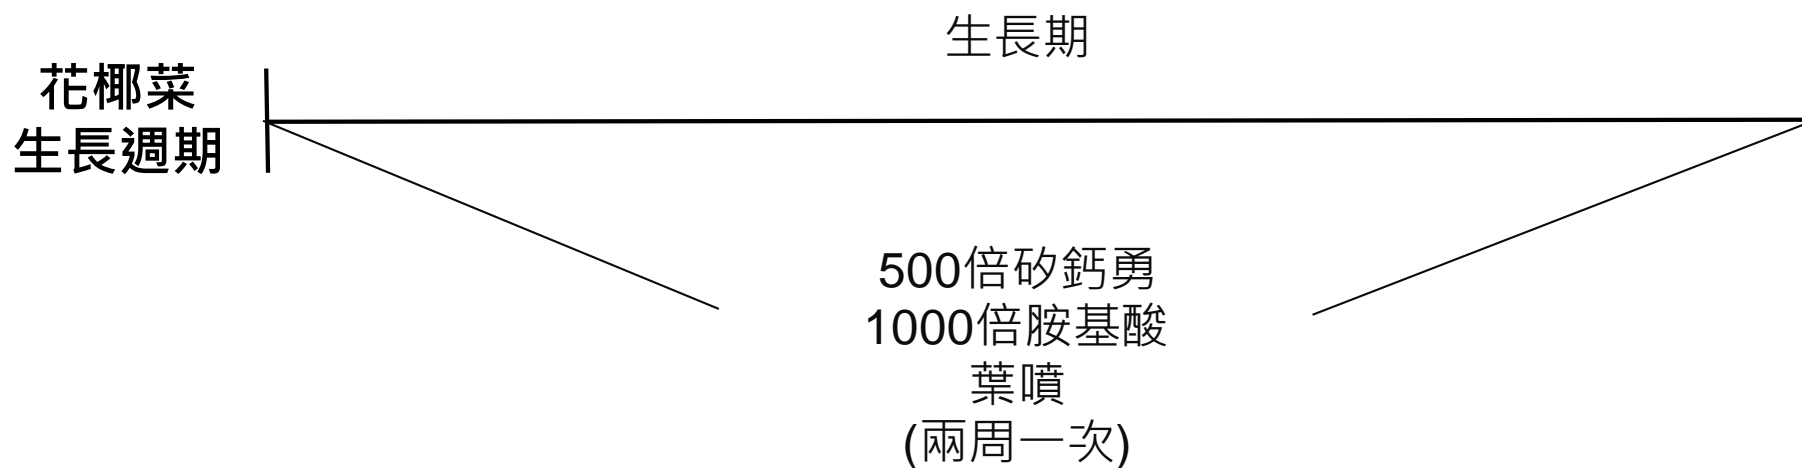 生長期
花椰菜
生長週期
500倍矽鈣勇
1000倍胺基酸
葉噴
(兩周一次)